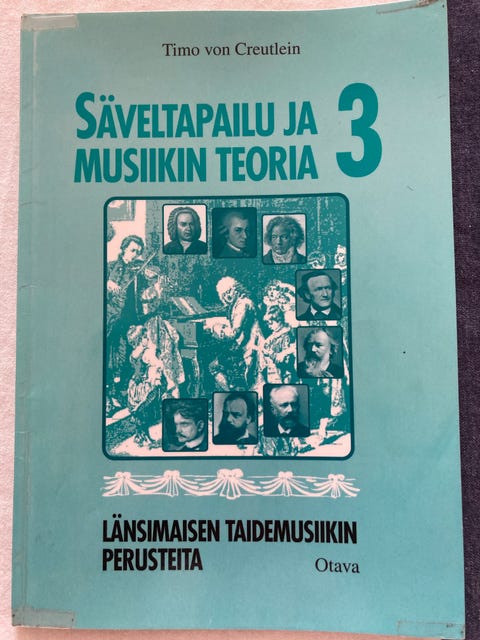 Timo von Creutlein
SÄVELTAPAILU JA
MUSIIKIN TEORIA 3
LÄNSIMAISEN TAIDEMUSIIKIN
PERUSTEITA
Otava